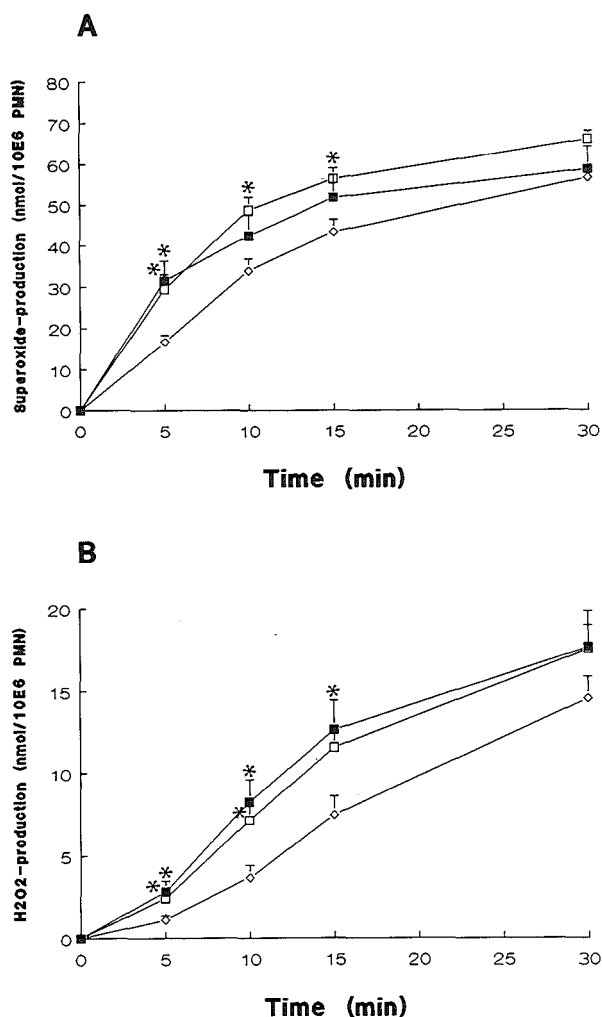 A
Superoxide-production (nmol/10E6 PMN)
80
70
60
50
40
30
20
10
0
* * * *
0 5 10 15 20 25 30
Time (min)
B
H2O2-production (nmol/10E6 PMN)
20
15
10
5
0
* * * * *
0 5 10 15 20 25 30
Time (min)